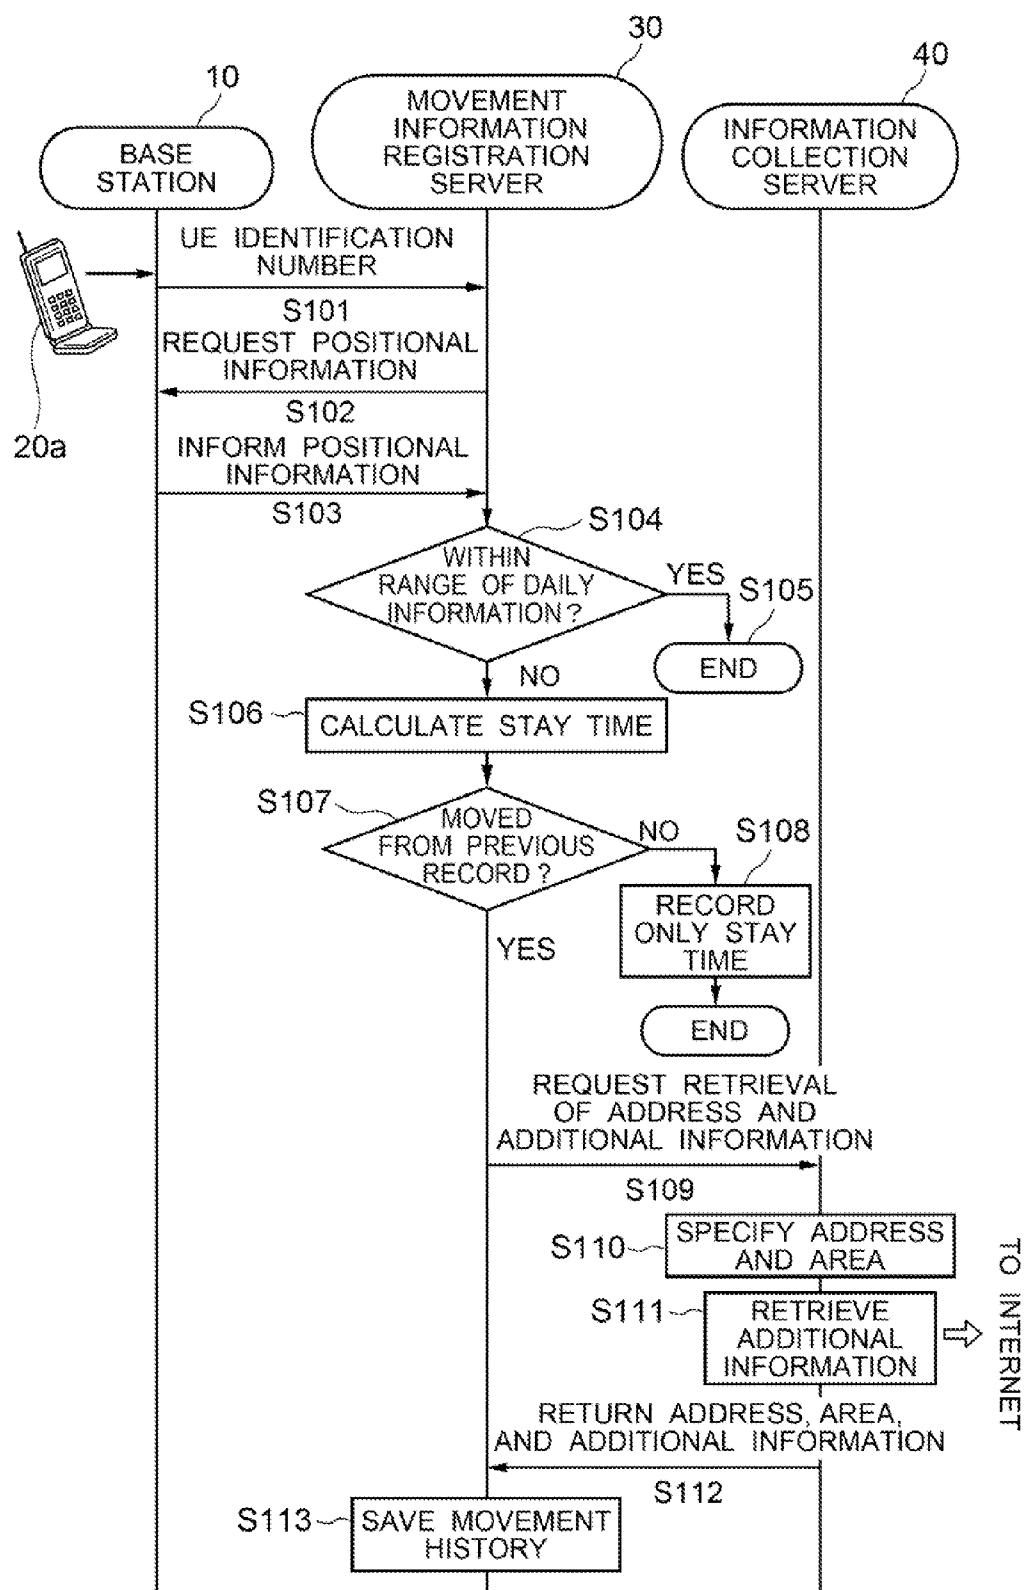 30
10
40
MOVEMENT
INFORMATION
REGISTRATION
SERVER
BASE
STATION
INFORMATION
COLLECTION
SERVER
UE IDENTIFICATION
NUMBER
S101
REQUEST POSITIONAL
INFORMATION
S102
20a
INFORM POSITIONAL
INFORMATION
S103
S104
WITHIN
RANGE OF DAILY
INFORMATION?
YES
S105
END
NO
S106
CALCULATE STAY TIME
S107
MOVED
FROM PREVIOUS
RECORD?
NO
S108
RECORD
ONLY STAY
TIME
YES
END
REQUEST RETRIEVAL
OF ADDRESS AND
ADDITIONAL INFORMATION
S109
S110
SPECIFY ADDRESS
AND AREA
S111
RETRIEVE
ADDITIONAL
INFORMATION
TO INTERNET
RETURN ADDRESS, AREA,
AND ADDITIONAL INFORMATION
S112
S113
SAVE MOVEMENT
HISTORY